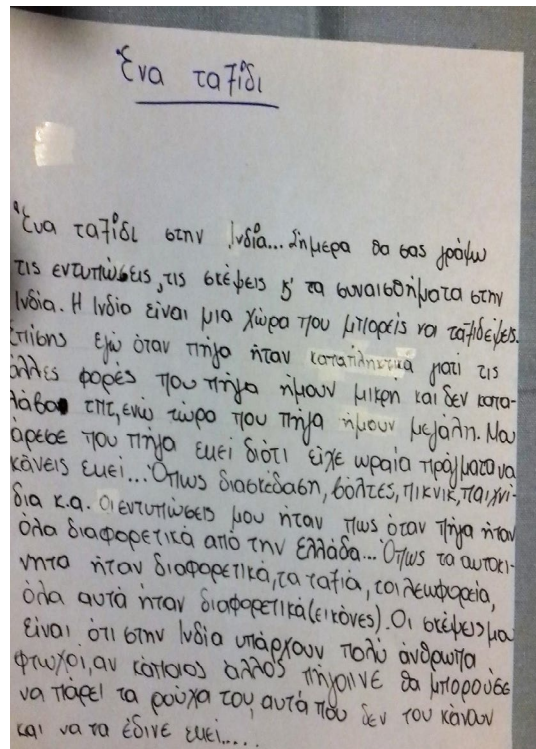 Ένα ταξίδι
Ένα ταξίδι στην Ινδία... Σήμερα θα σας γράψω
τις εντυπώσεις, τις σκέψεις κ' τα συναισθήματα στην
Ινδία. Η Ινδία είναι μια χώρα που μπορείς να ταξιδέψεις.
Επίσης εγώ όταν πήγα ήταν καταπληκτικά γιατί τις
άλλες φορές που πήγα ήμουν μικρη και δεν κατα-
λάβα τπτ, ενώ τώρα που πήγα ήμουν μεγάλη. Μου
άρεσε που πήγα εκεί διότι είχε ωραία πράγματα να
κάνεις εκεί... Όπως διασκέδαση, βόλτες, πικνικ, παιχνί-
δια κ.α. Οι εντυπώσεις μου ήταν πως όταν πήγα ήταν
όλα διαφορετικά από την Ελλάδα... Όπως τα αυτοκι-
νητα ήταν διαφορετικά, τα ταξιά, τα λεωφορεία,
όλα αυτά ήταν διαφορετικά (εικόνες). Οι σκέψεις μου
είναι ότι στην Ινδία υπάρχουν πολύ άνθρωποι
φτωχοί, αν κάποιος άλλος πήγαινε θα μπορούσε
να πάρει τα ρούχα του, αυτά που δεν του κάνουν
και να τα έδινε εκεί....